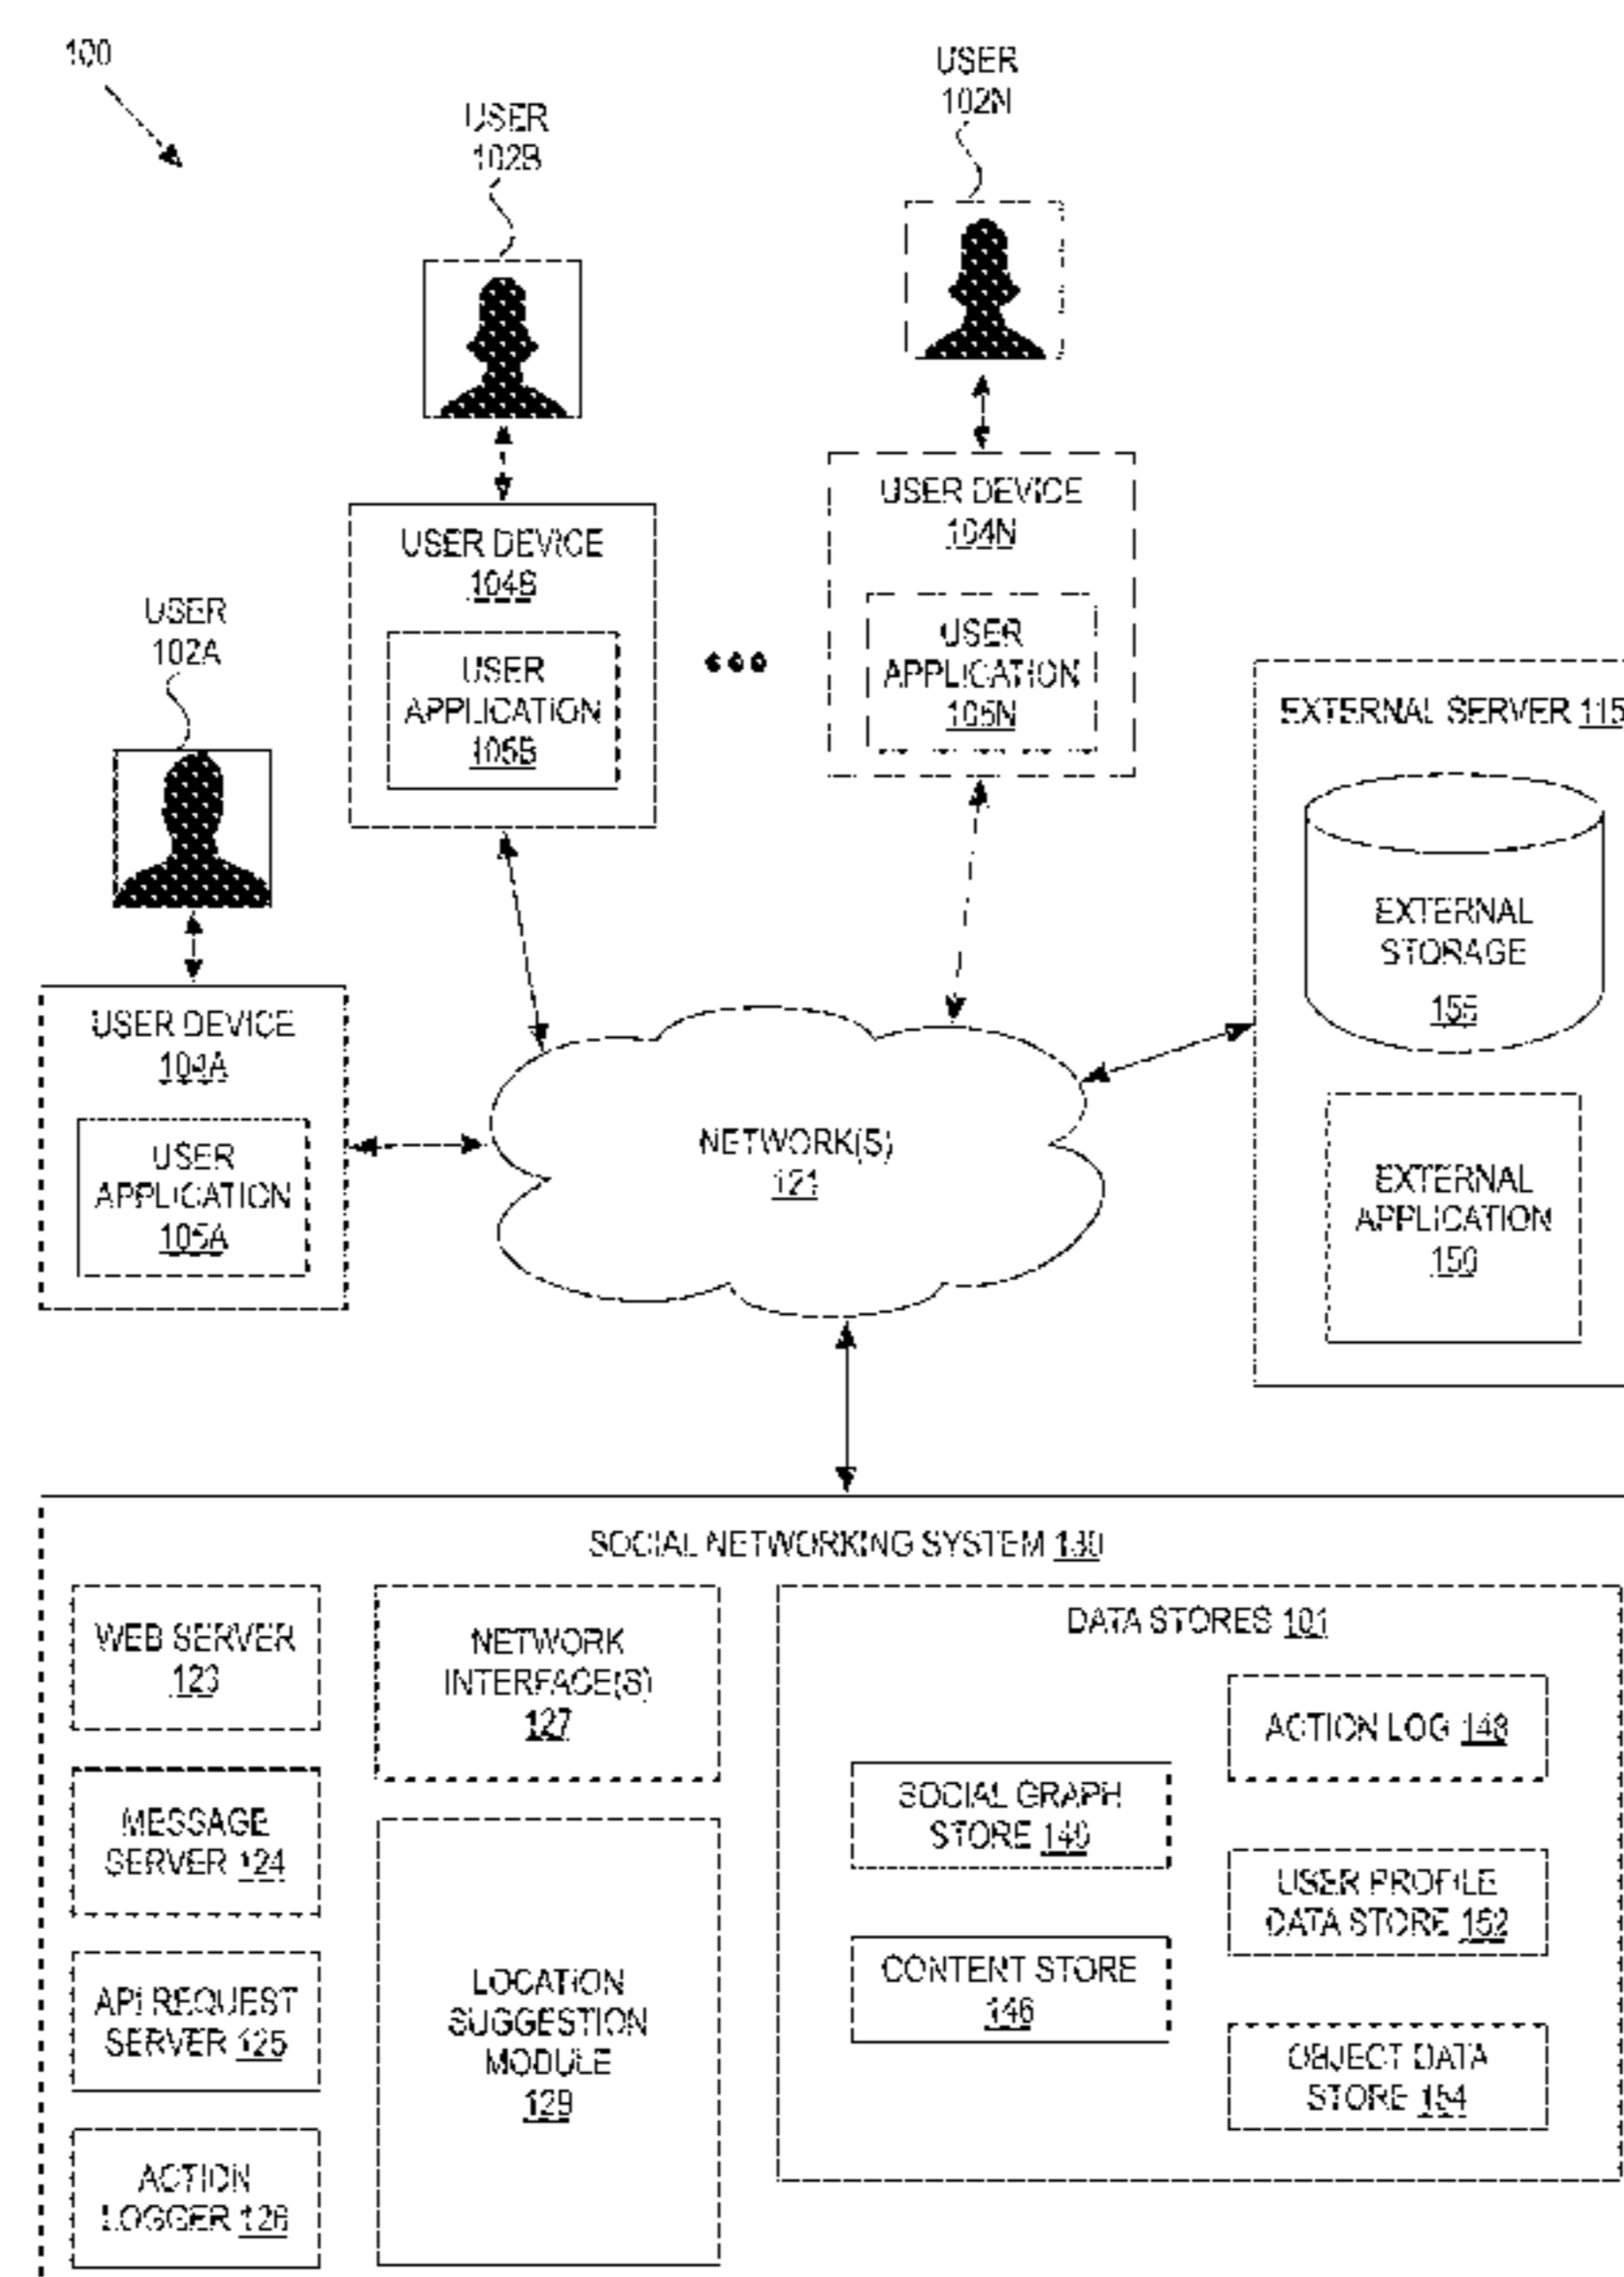 100
USER
102N
USER
102B
USER DEVICE
104N
USER
APPLICATION
105N
USER DEVICE
104B
USER
APPLICATION
105B
USER
102A
USER DEVICE
104A
USER
APPLICATION
105A
EXTERNAL SERVER 115
EXTERNAL
STORAGE
155
EXTERNAL
APPLICATION
150
NETWORK(S)
121
SOCIAL NETWORKING SYSTEM 130
WEB SERVER
123
MESSAGE
SERVER 124
API REQUEST
SERVER 125
ACTION
LOGGER 126
NETWORK
INTERFACE(S)
127
LOCATION
SUGGESTION
MODULE
129
DATA STORES 101
SOCIAL GRAPH
STORE 140
CONTENT STORE
146
ACTION LOG 148
USER PROFILE
DATA STORE 152
OBJECT DATA
STORE 154